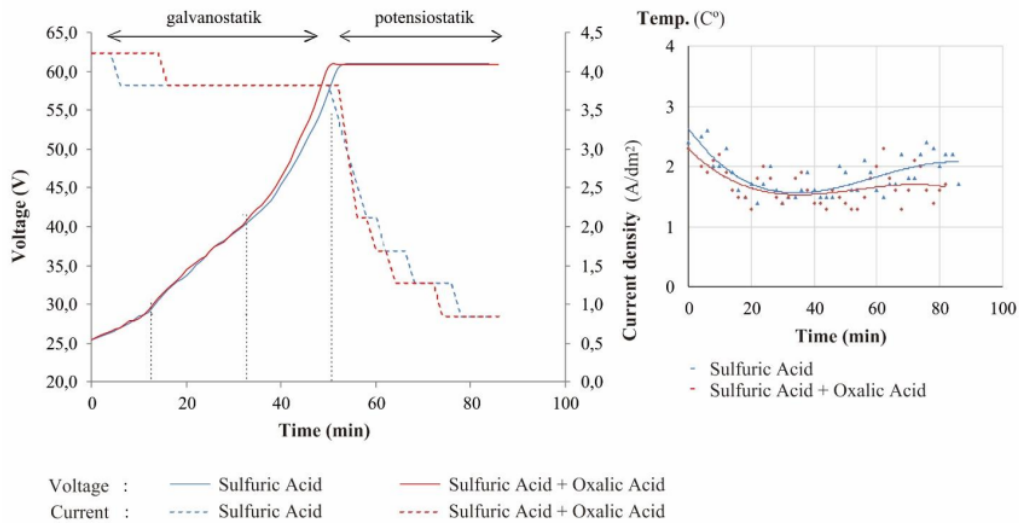 galvanostatik potensiostatik
65,0
60,0
55,0
50,0
45,0
40,0
35,0
30,0
25,0
20,0
Voltage (V)
0 20 40 60 80 100
Time (min)
4,5
4,0
3,5
3,0
2,5
2,0
1,5
1,0
0,5
0,0
Current density (A/dm²)
Temp. (Cº)
4
3
2
1
0
0 20 40 60 80 100
Time (min)
Sulfuric Acid
Sulfuric Acid + Oxalic Acid
Voltage : Sulfuric Acid Sulfuric Acid + Oxalic Acid
Current : Sulfuric Acid Sulfuric Acid + Oxalic Acid